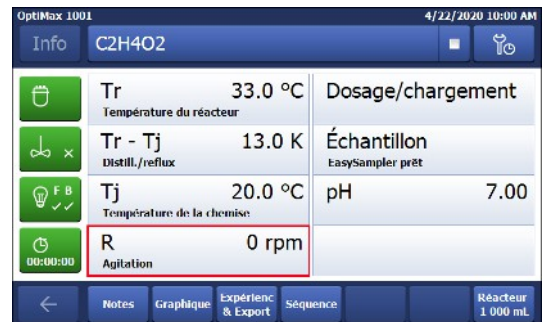 OptiMax 1001 4/22/2020 10:00 AM
Info C2H4O2
Tr 33.0 °C Dosage/chargement
Température du réacteur
Tr - Tj 13.0 K Échantillon
Distill./reflux EasySampler prêt
F B
Tj 20.0 °C pH 7.00
Température de la chemise
R 0 rpm
00:00:00 Agitation
Notes Graphique Expérienc & Export Séquence Réacteur 1 000 mL